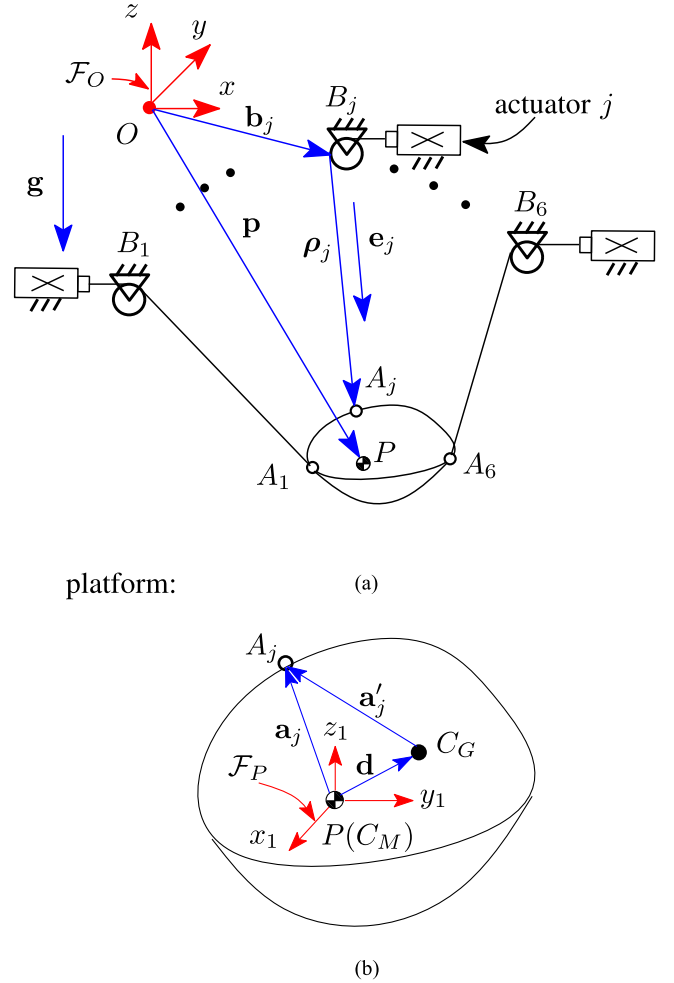 z
y
𝓕_O
x
O
b_j
B_j
actuator j
g
p
ρ_j
e_j
B_1
B_6
A_j
P
A_1
A_6
platform:
(a)
A_j
a′_j
a_j
z_1
C_G
𝓕_P
d
y_1
x_1
P(C_M)
(b)